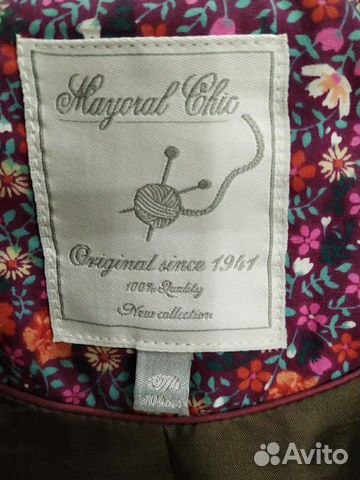 Mayoral Chic
Original since 1941
100% Quality
New collection
Avito